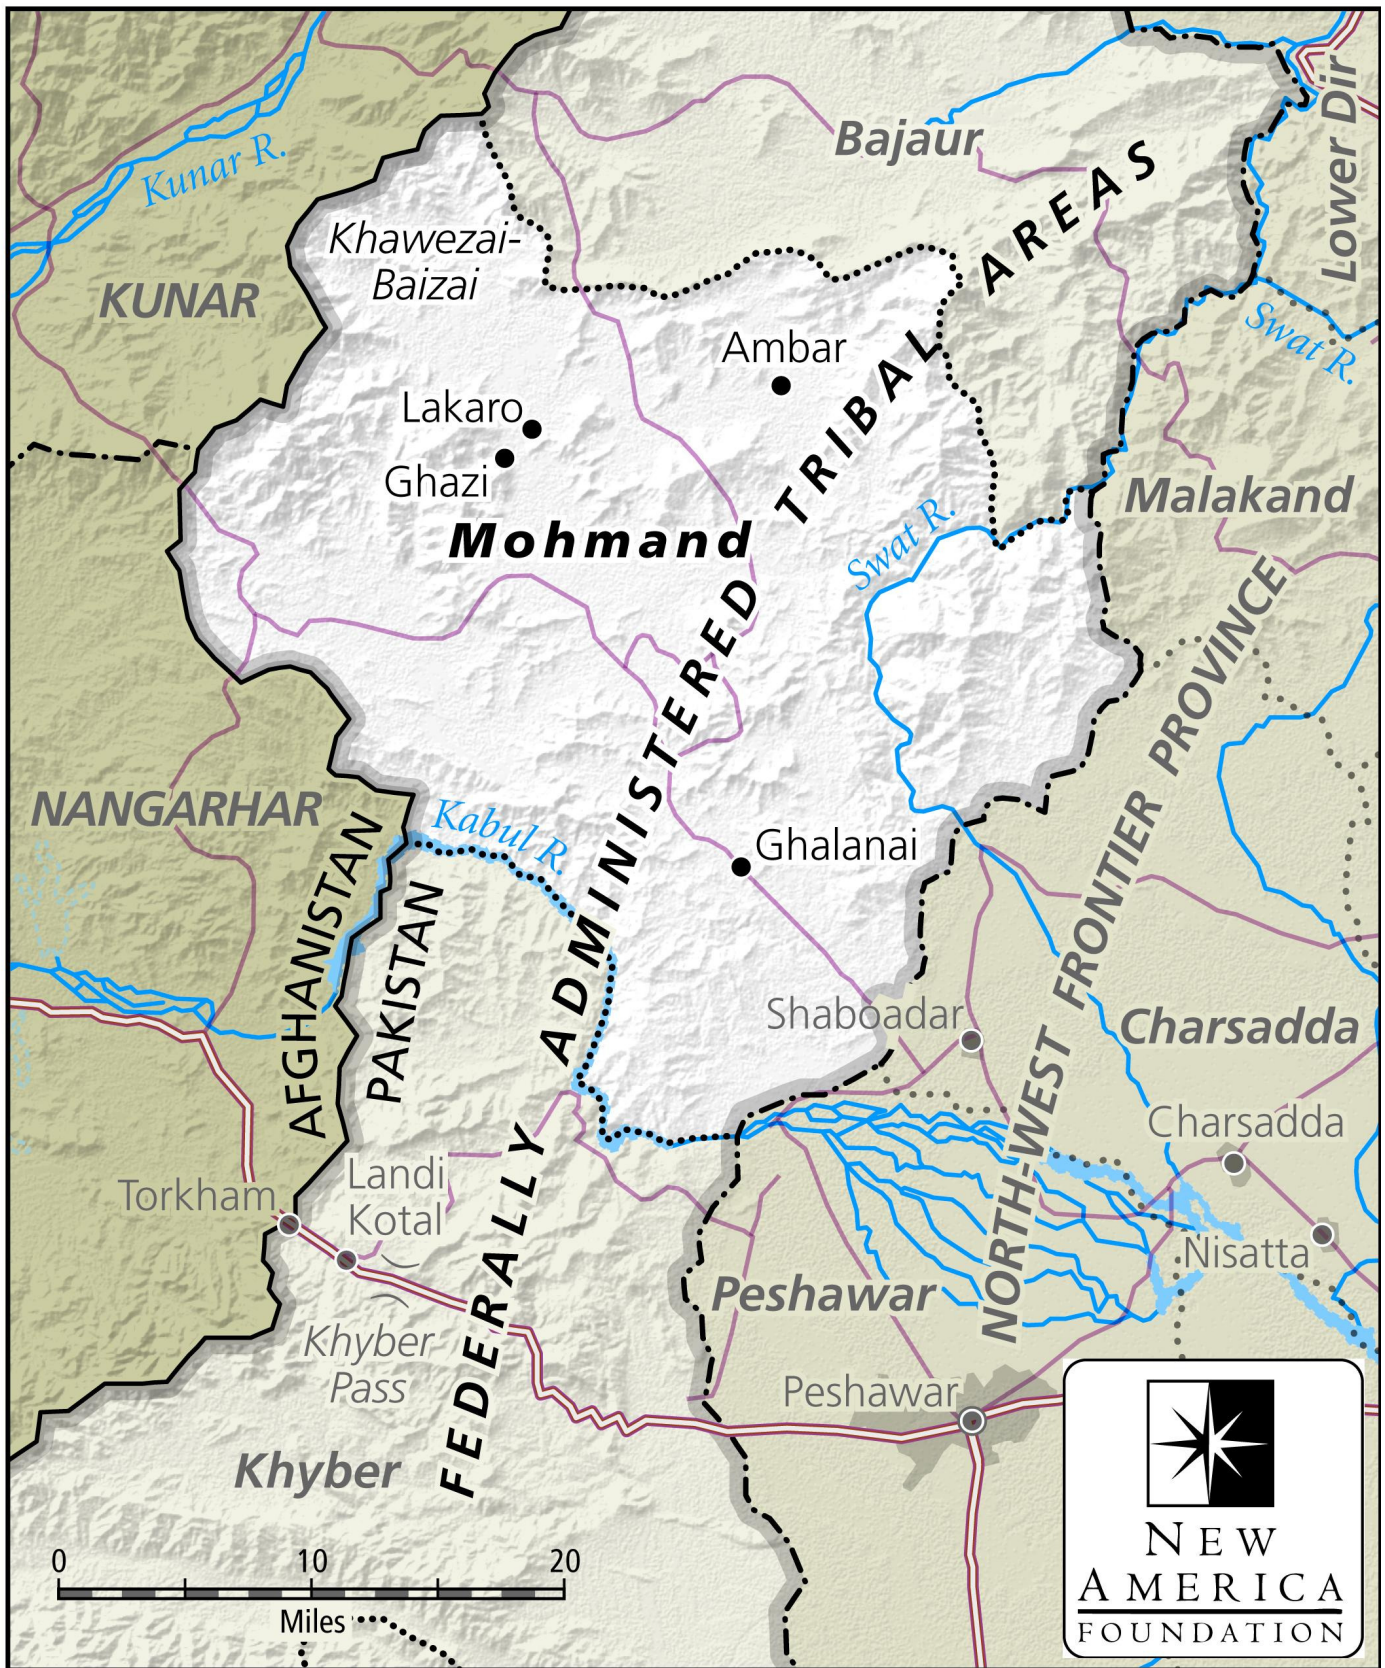 Bajaur
Lower Dir
Kunar R.
Khawezai-
Baizai
KUNAR
FEDERALLY ADMINISTERED TRIBAL AREAS
Swat R.
Ambar
Lakaro
Ghazi
Malakand
Mohmand
Swat R.
NORTH-WEST FRONTIER PROVINCE
NANGARHAR
Kabul R.
Ghalanai
AFGHANISTAN
PAKISTAN
Shaboadar
Charsadda
Charsadda
Landi
Kotal
Torkham
Nisatta
Peshawar
Khyber
Pass
Peshawar
Khyber
0 10 20
Miles
NEW
AMERICA
FOUNDATION